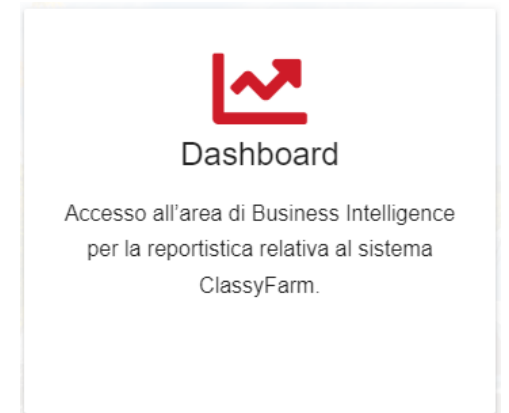 Dashboard
Accesso all'area di Business Intelligence
per la reportistica relativa al sistema
ClassyFarm.